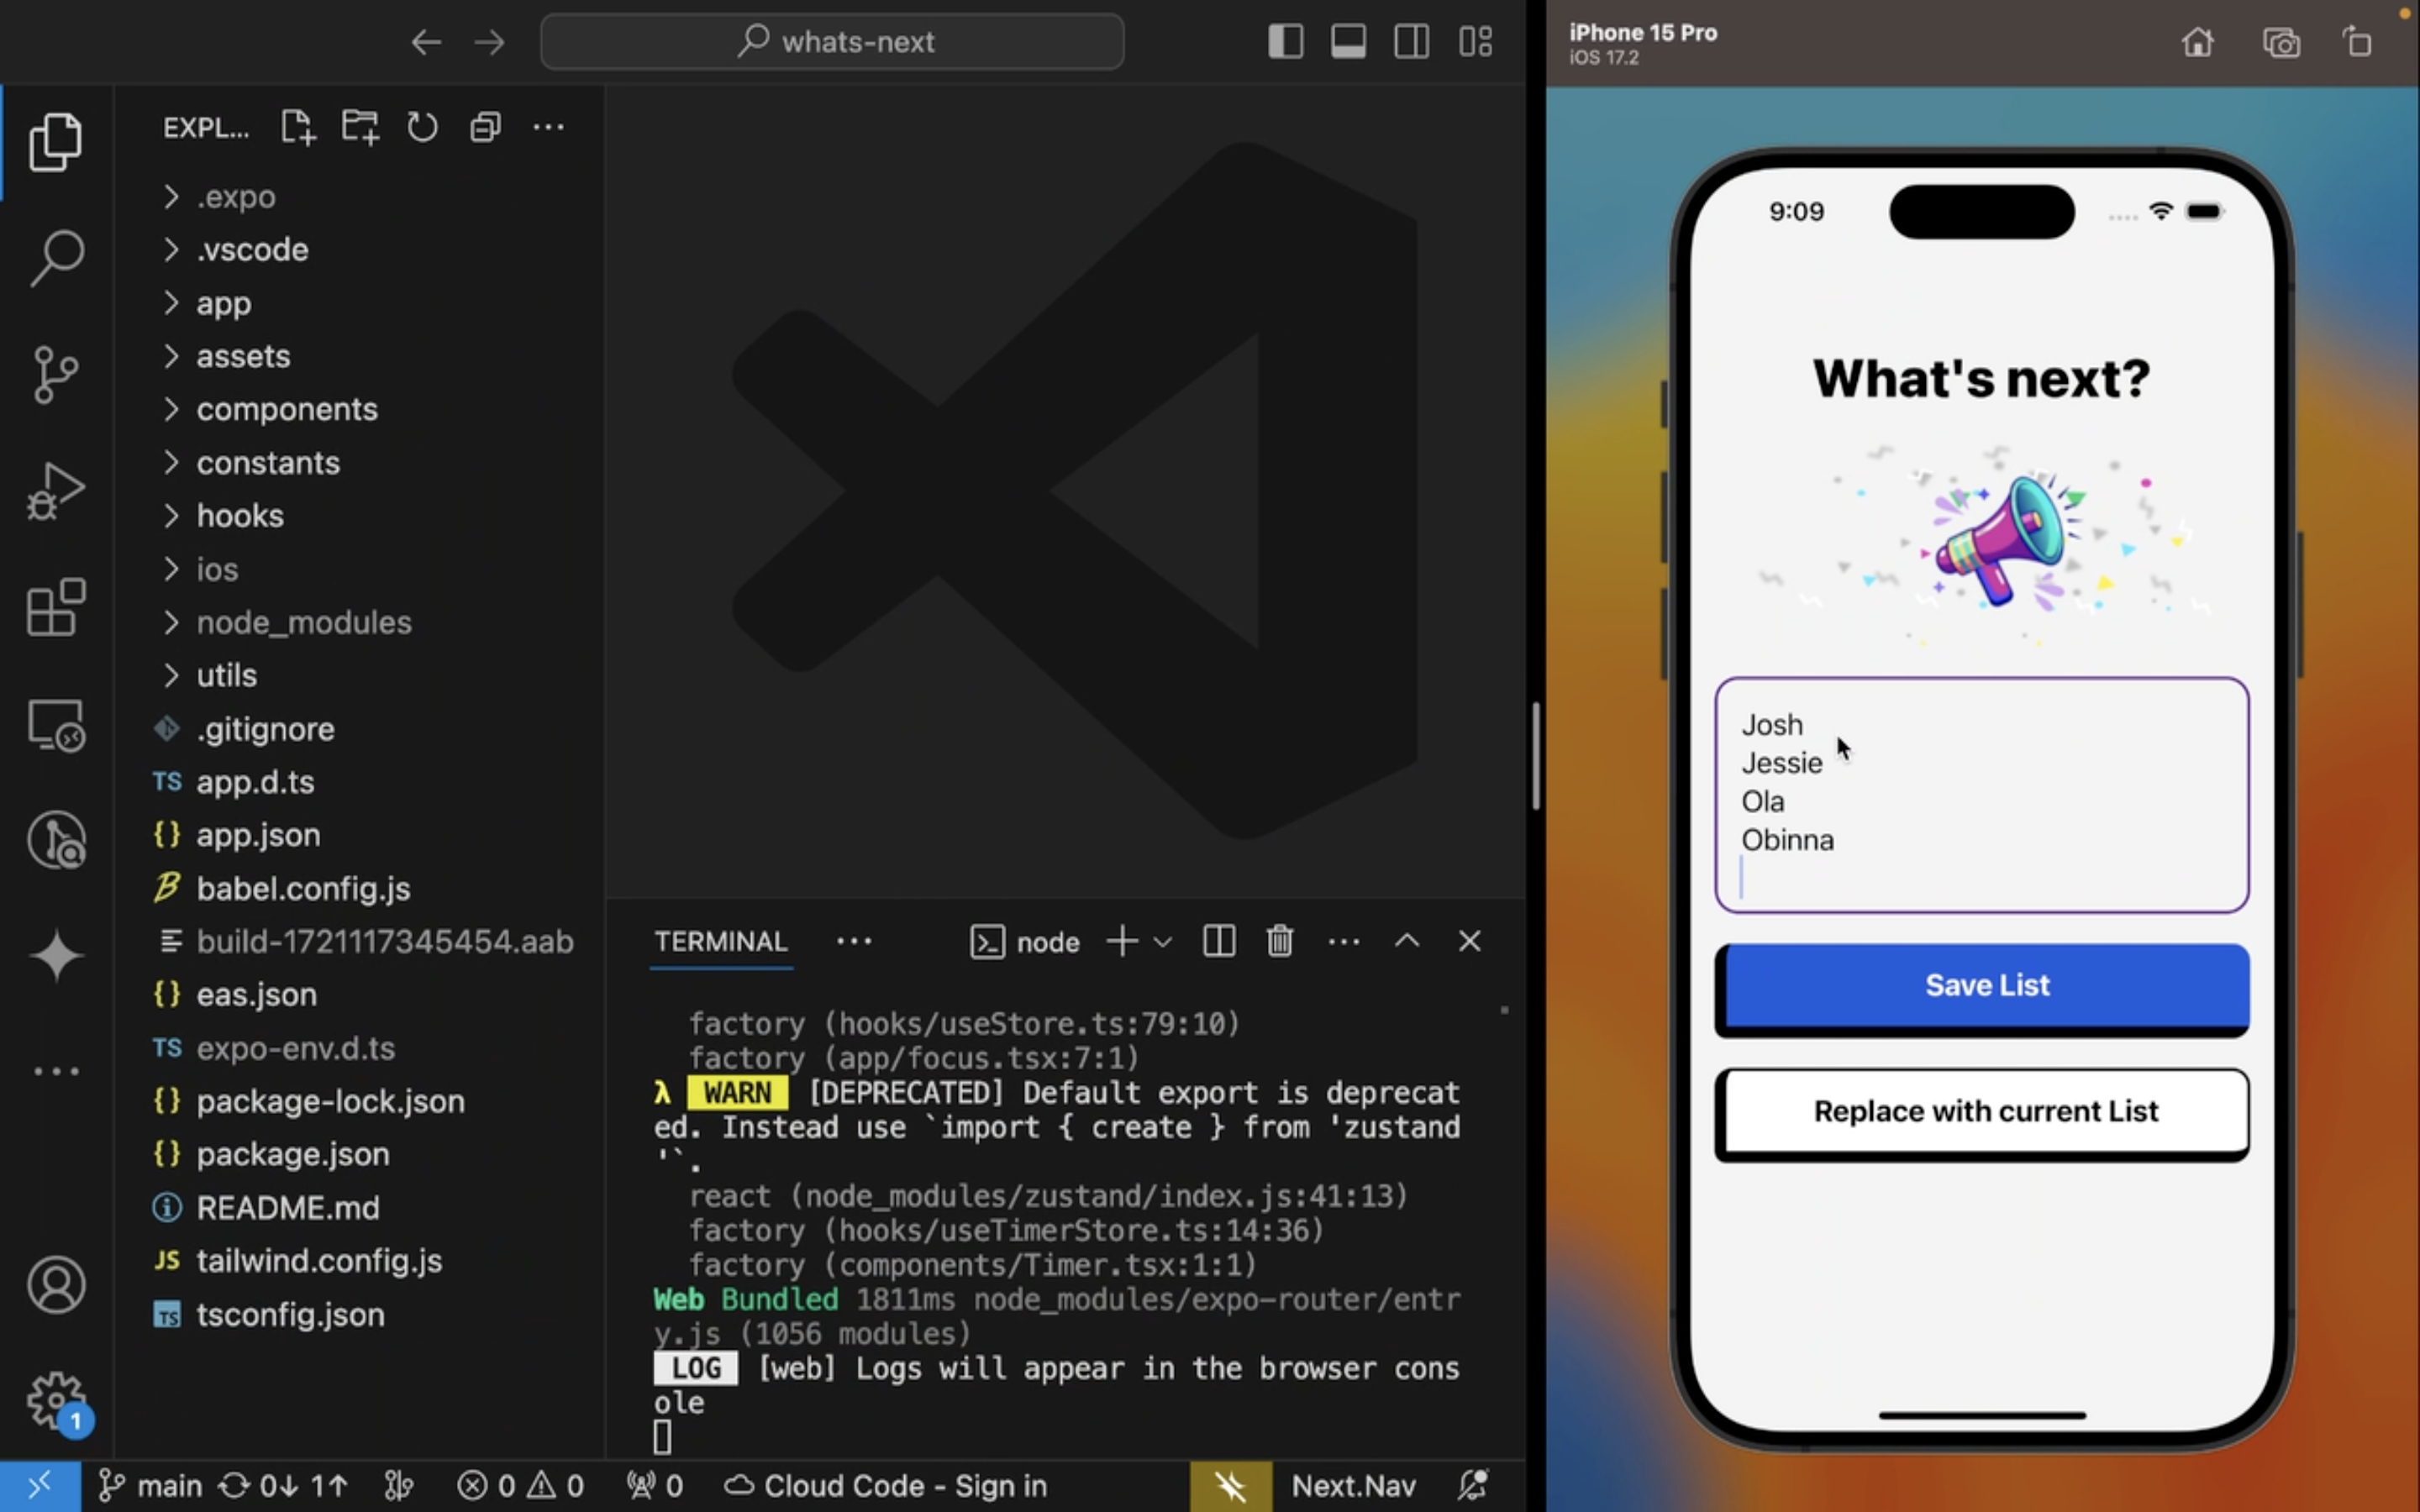 whats-next
EXPL...
.expo
.vscode
app
assets
components
constants
hooks
ios
node_modules
utils
.gitignore
TS app.d.ts
{} app.json
babel.config.js
build-1721117345454.aab
{} eas.json
TS expo-env.d.ts
{} package-lock.json
{} package.json
README.md
JS tailwind.config.js
TS tsconfig.json
1
TERMINAL
node
factory (hooks/useStore.ts:79:10)
factory (app/focus.tsx:7:1)
λ WARN [DEPRECATED] Default export is deprecat
ed. Instead use `import { create } from 'zustand
'`.
react (node_modules/zustand/index.js:41:13)
factory (hooks/useTimerStore.ts:14:36)
factory (components/Timer.tsx:1:1)
Web Bundled 1811ms node_modules/expo-router/entr
y.js (1056 modules)
LOG [web] Logs will appear in the browser cons
ole
main 0↓ 1↑ 0 0 0 Cloud Code - Sign in Next.Nav
iPhone 15 Pro
iOS 17.2
9:09
What's next?
Josh
Jessie
Ola
Obinna
Save List
Replace with current List